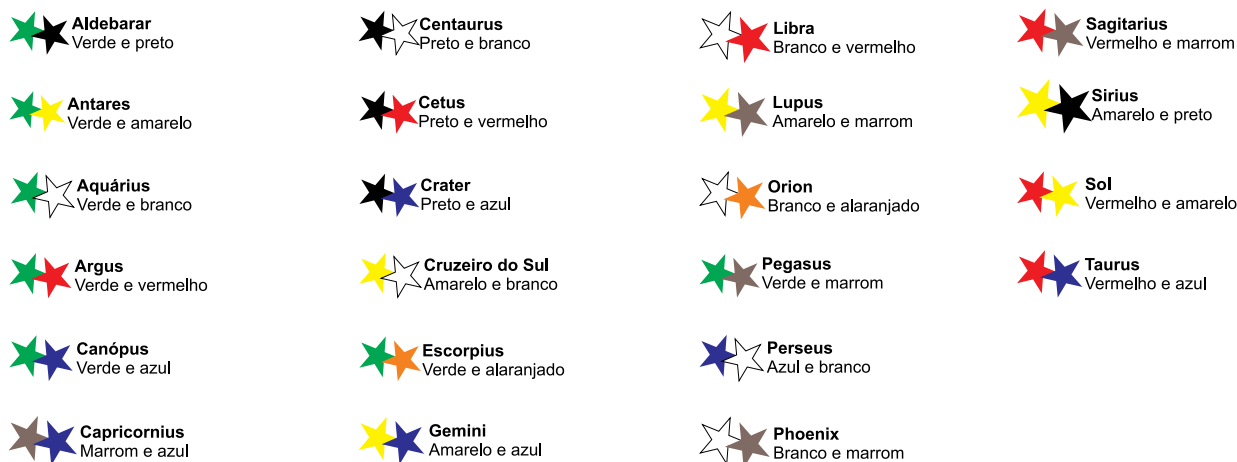 Aldebarar
Verde e preto
Antares
Verde e amarelo
Aquárius
Verde e branco
Argus
Verde e vermelho
Canópus
Verde e azul
Capricornius
Marrom e azul
Centaurus
Preto e branco
Cetus
Preto e vermelho
Crater
Preto e azul
Cruzeiro do Sul
Amarelo e branco
Escorpius
Verde e alaranjado
Gemini
Amarelo e azul
Libra
Branco e vermelho
Lupus
Amarelo e marrom
Orion
Branco e alaranjado
Pegasus
Verde e marrom
Perseus
Azul e branco
Phoenix
Branco e marrom
Sagitarius
Vermelho e marrom
Sirius
Amarelo e preto
Sol
Vermelho e amarelo
Taurus
Vermelho e azul